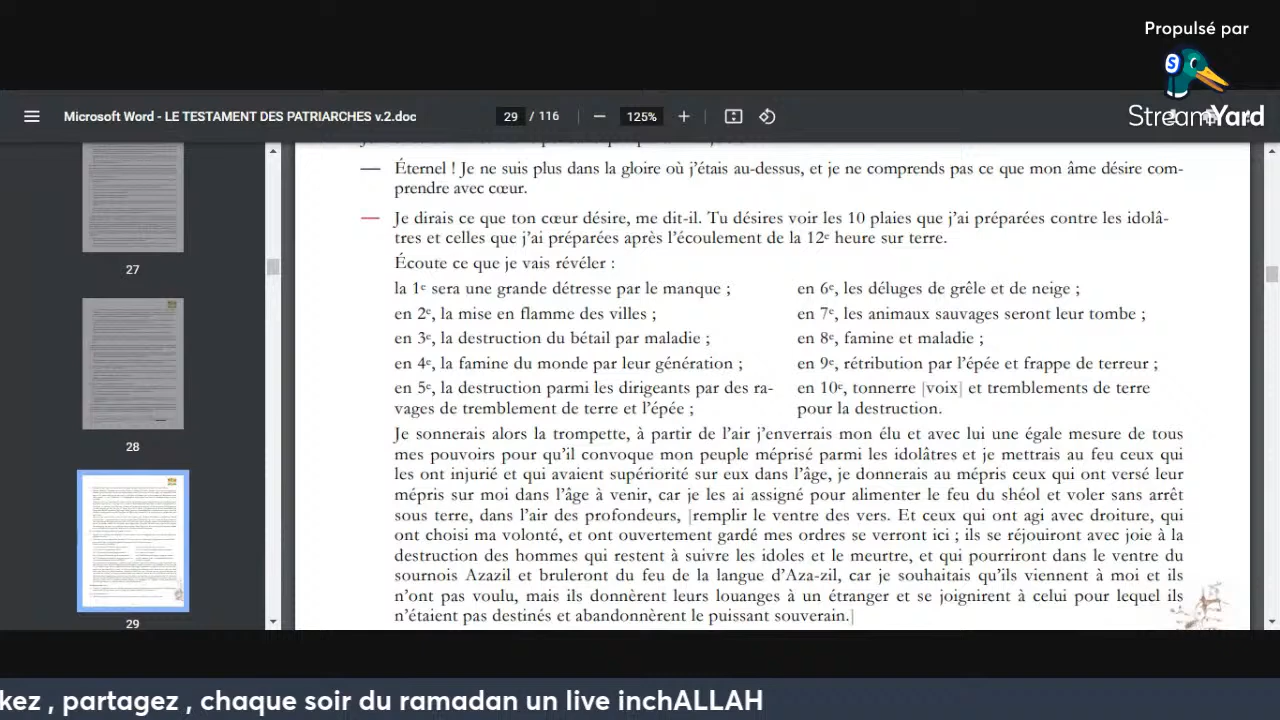 Propulsé par
StreamYard
Microsoft Word - LE TESTAMENT DES PATRIARCHES v.2.doc
29 / 116
125%
— Éternel ! Je ne suis plus dans la gloire où j'étais au-dessus, et je ne comprends pas ce que mon âme désire com-
prendre avec cœur.
— Je dirais ce que ton cœur désire, me dit-il. Tu désires voir les 10 plaies que j'ai préparées contre les idolâ-
tres et celles que j'ai préparées après l'écoulement de la 12e heure sur terre.
Écoute ce que je vais révéler :
la 1e sera une grande détresse par le manque ;
en 2e, la mise en flamme des villes ;
en 3e, la destruction du bétail par maladie ;
en 4e, la famine du monde par leur génération ;
en 5e, la destruction parmi les dirigeants par des ra-
vages de tremblement de terre et l'épée ;
en 6e, les déluges de grêle et de neige ;
en 7e, les animaux sauvages seront leur tombe ;
en 8e, famine et maladie ;
en 9e, rétribution par l'épée et frappe de terreur ;
en 10e, tonnerre [voix] et tremblements de terre
pour la destruction.
Je sonnerais alors la trompette, à partir de l'air j'enverrais mon élu et avec lui une égale mesure de tous
mes pouvoirs pour qu'il convoque mon peuple méprisé parmi les idolâtres et je mettrais au feu ceux qui
les ont injurié et qui avaient supériorité sur eux dans l'âge, je donnerais au mépris ceux qui ont versé leur
mépris sur moi dans l'âge à venir, car je les ai assigné pour alimenter le feu du shéol et voler sans arrêt
sous terre, dans l'air des profondeurs, [remplir le ventre des vers. Et ceux qui ont agi avec droiture, qui
ont choisi ma volonté, et ont ouvertement gardé mes ordres se verront ici ; ils se réjouiront avec joie à la
destruction des hommes qui restent à suivre les idoles et le meurtre, et qui pourriront dans le ventre du
sournois Azazil et bruleront du feu de la langue d'Aza-zil, car je souhaitais qu'ils viennent à moi et ils
n'ont pas voulu, mais ils donnèrent leurs louanges à un étranger et se joignirent à celui pour lequel ils
n'étaient pas destinés et abandonnèrent le puissant souverain.]
27
28
29
kez , partagez , chaque soir du ramadan un live inchALLAH